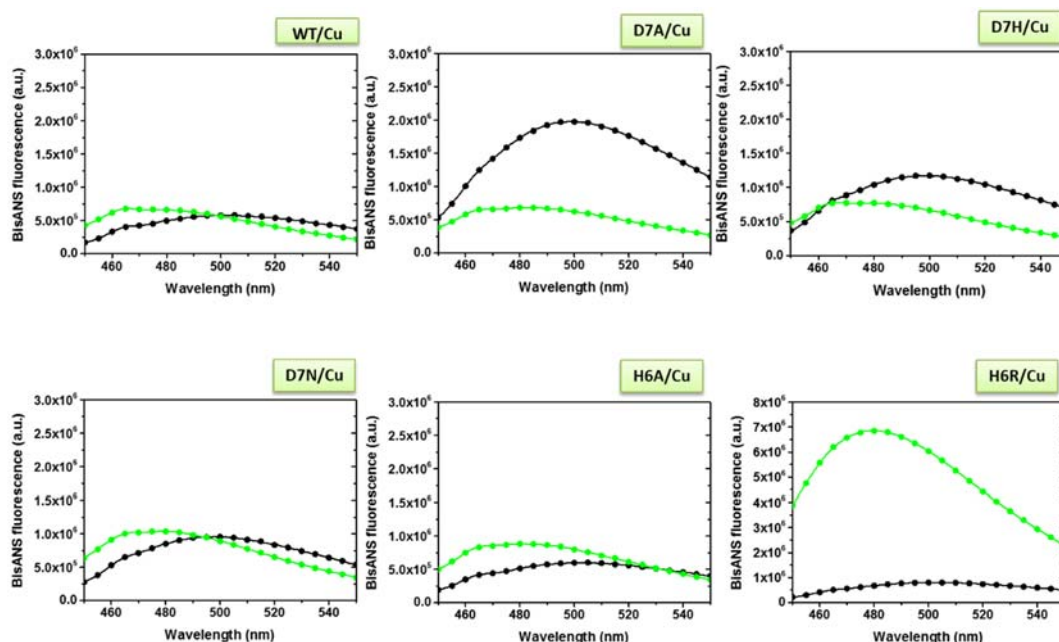 WT/Cu
BisANS fluorescence (a.u.)
3.0x10⁶
2.5x10⁶
2.0x10⁶
1.5x10⁶
1.0x10⁶
5.0x10⁵
0.0
460 480 500 520 540
Wavelength (nm)
D7A/Cu
BisANS fluorescence (a.u.)
3.0x10⁶
2.5x10⁶
2.0x10⁶
1.5x10⁶
1.0x10⁶
5.0x10⁵
0.0
460 480 500 520 540
Wavelength (nm)
D7H/Cu
BisANS fluorescence (a.u.)
3.0x10⁶
2.5x10⁶
2.0x10⁶
1.5x10⁶
1.0x10⁶
5.0x10⁵
0.0
460 480 500 520 540
Wavelength (nm)
D7N/Cu
BisANS fluorescence (a.u.)
3.0x10⁶
2.5x10⁶
2.0x10⁶
1.5x10⁶
1.0x10⁶
5.0x10⁵
0.0
460 480 500 520 540
Wavelength (nm)
H6A/Cu
BisANS fluorescence (a.u.)
3.0x10⁶
2.5x10⁶
2.0x10⁶
1.5x10⁶
1.0x10⁶
5.0x10⁵
0.0
460 480 500 520 540
Wavelength (nm)
H6R/Cu
BisANS fluorescence (a.u.)
8x10⁶
7x10⁶
6x10⁶
5x10⁶
4x10⁶
3x10⁶
2x10⁶
1x10⁶
0
460 480 500 520 540
Wavelength (nm)